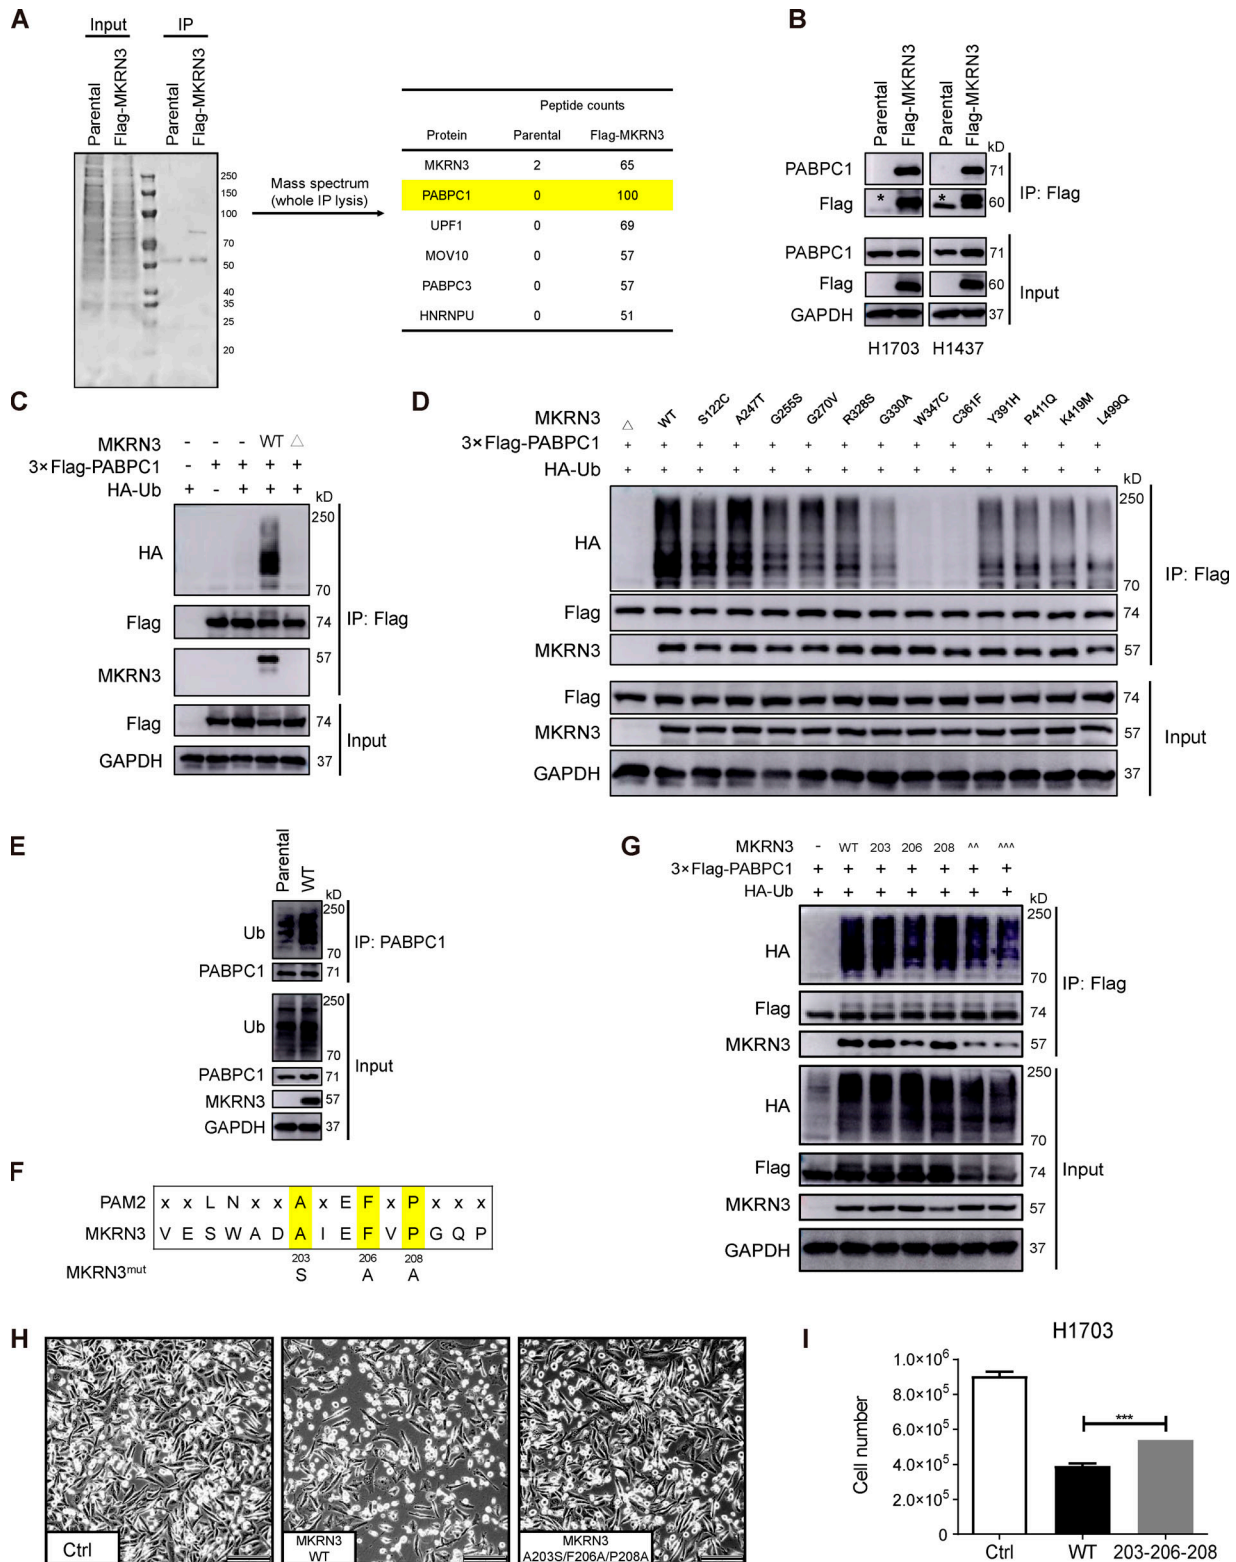 A
Input
IP
Parental
Flag-MKRN3
Parental
Flag-MKRN3
250
150
100
70
50
40
35
25
20
Mass spectrum
(whole IP lysis)
Peptide counts
Protein Parental Flag-MKRN3
MKRN3 2 65
PABPC1 0 100
UPF1 0 69
MOV10 0 57
PABPC3 0 57
HNRNPU 0 51
B
Parental
Flag-MKRN3
Parental
Flag-MKRN3
kD
PABPC1 71
Flag * * 60
IP: Flag
PABPC1 71
Flag 60
GAPDH 37
Input
H1703 H1437
C
MKRN3 - - - WT △
3×Flag-PABPC1 - + + + +
HA-Ub + - + + +
kD
HA 250
70
Flag 74
MKRN3 57
IP: Flag
Flag 74
GAPDH 37
Input
D
MKRN3 △ WT S122C A247T G255S G270V R328S G330A W347C C361F Y391H P411Q K419M L499Q
3×Flag-PABPC1 + + + + + + + + + + + + + +
HA-Ub + + + + + + + + + + + + + +
kD
HA 250
70
Flag 74
MKRN3 57
IP: Flag
Flag 74
MKRN3 57
GAPDH 37
Input
E
Parental
WT
kD
Ub 250
70
PABPC1 71
IP: PABPC1
Ub 250
70
PABPC1 71
MKRN3 57
GAPDH 37
Input
F
PAM2 x x L N x x A x E F x P x x x
MKRN3 V E S W A D A I E F V P G Q P
203 206 208
MKRN3mut S A A
G
MKRN3 - WT 203 206 208 ^^ ^^^
3×Flag-PABPC1 + + + + + + +
HA-Ub + + + + + + +
kD
HA 250
70
Flag 74
MKRN3 57
IP: Flag
HA 250
70
Flag 74
MKRN3 57
GAPDH 37
Input
H
Ctrl
MKRN3
WT
MKRN3
A203S/F206A/P208A
I
H1703
Cell number
1.0×10⁶
8.0×10⁵
6.0×10⁵
4.0×10⁵
2.0×10⁵
0
***
Ctrl WT 203-206-208